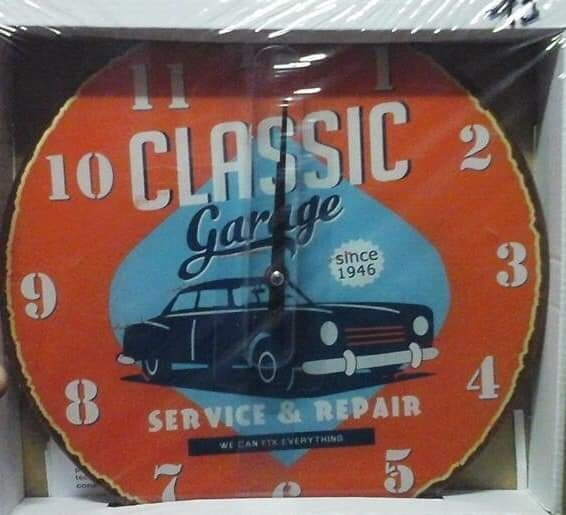 11
1
10
CLASSIC
2
Garage
since
1946
9
3
8
4
SERVICE & REPAIR
WE CAN FIX EVERYTHING
7
5
6